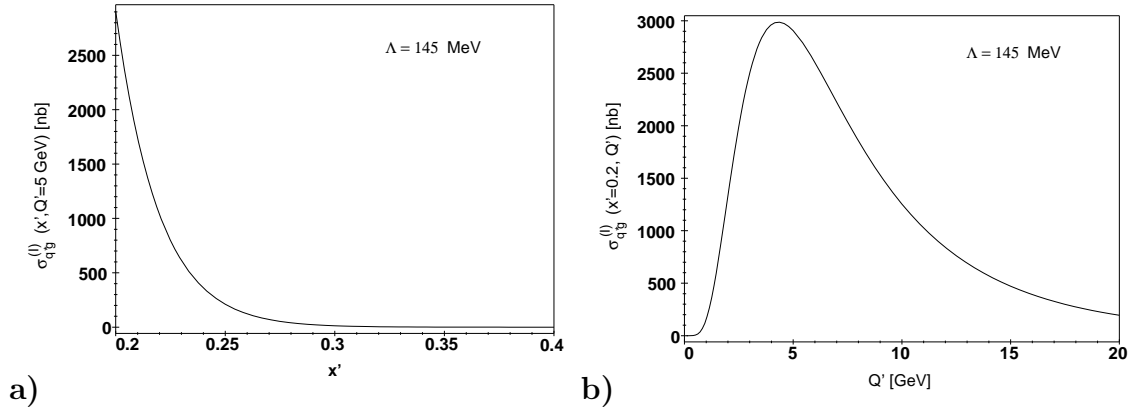 σ_{q'g}^{(I)} (x',Q'=5 GeV) [nb]
2500
2000
1500
1000
500
0
Λ = 145 MeV
0.2 0.25 0.3 0.35 0.4
x'
a)
σ_{q'g}^{(I)} (x'=0.2, Q') [nb]
3000
2500
2000
1500
1000
500
0
Λ = 145 MeV
0 5 10 15 20
Q' [GeV]
b)